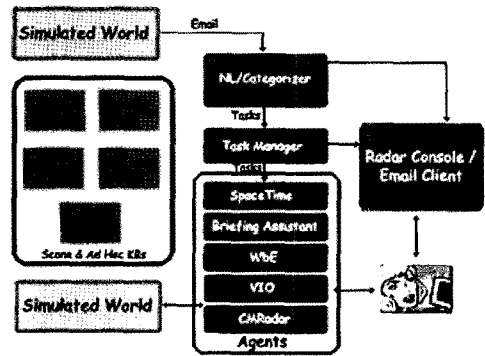 Simulated World
Email
NL/Categorizer
Tasks
Task Manager
Tasks
Radar Console /
Email Client
SpaceTime
Briefing Assistant
WbE
VIO
CMRadar
Agents
Scone & Ad Hoc KBs
Simulated World